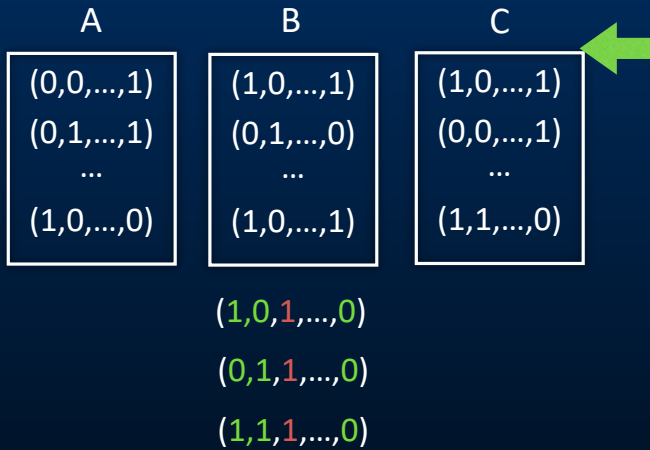 A B C
(0,0,…,1) (1,0,…,1) (1,0,…,1)
(0,1,…,1) (0,1,…,0) (0,0,…,1)
… … …
(1,0,…,0) (1,0,…,1) (1,1,…,0)
(1,0,1,…,0)
(0,1,1,…,0)
(1,1,1,…,0)